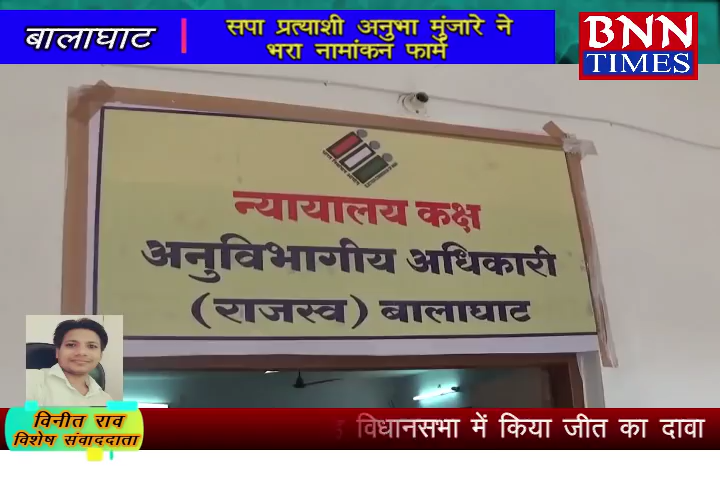 बालाघाट
सपा प्रत्याशी अनुभा मुंजारे ने
भरा नामांकन फार्म
BNN
TIMES
न्यायालय कक्ष
अनुविभागीय अधिकारी
(राजस्व) बालाघाट
विनीत राव
विशेष संवाददाता
विधानसभा में किया जीत का दावा